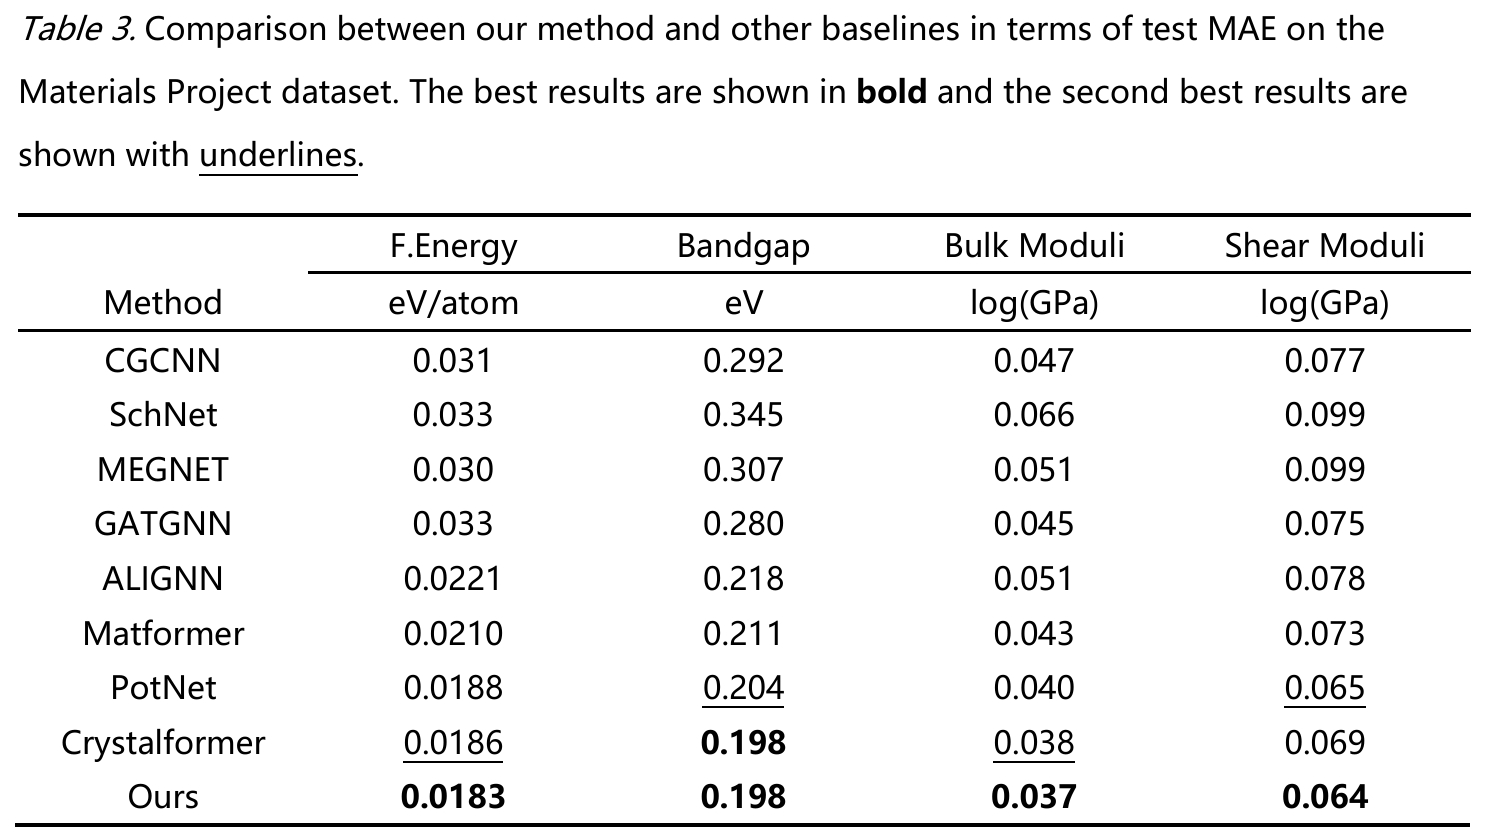 Table 3. Comparison between our method and other baselines in terms of test MAE on the
Materials Project dataset. The best results are shown in bold and the second best results are
shown with underlines.
F.Energy Bandgap Bulk Moduli Shear Moduli
Method eV/atom eV log(GPa) log(GPa)
CGCNN 0.031 0.292 0.047 0.077
SchNet 0.033 0.345 0.066 0.099
MEGNET 0.030 0.307 0.051 0.099
GATGNN 0.033 0.280 0.045 0.075
ALIGNN 0.0221 0.218 0.051 0.078
Matformer 0.0210 0.211 0.043 0.073
PotNet 0.0188 0.204 0.040 0.065
Crystalformer 0.0186 0.198 0.038 0.069
Ours 0.0183 0.198 0.037 0.064